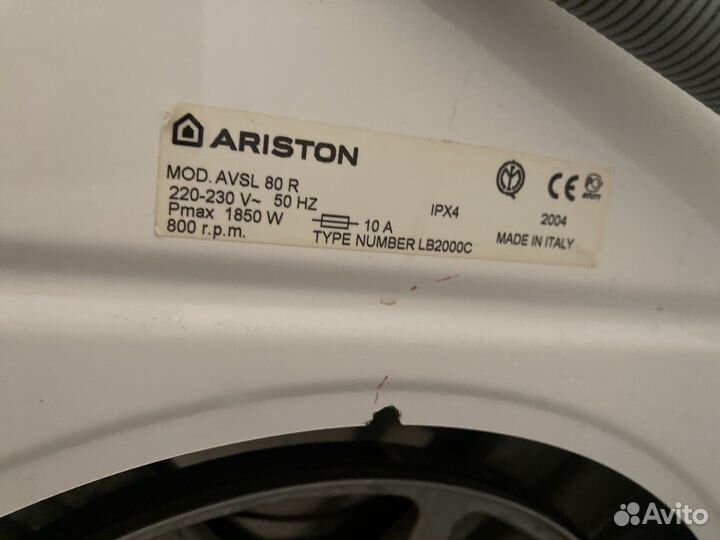 ARISTON
MOD. AVSL 80 R
220-230 V~ 50 HZ
Pmax 1850 W
10 A
800 r.p.m.
TYPE NUMBER LB2000C
IPX4
CE
2004
MADE IN ITALY
Avito